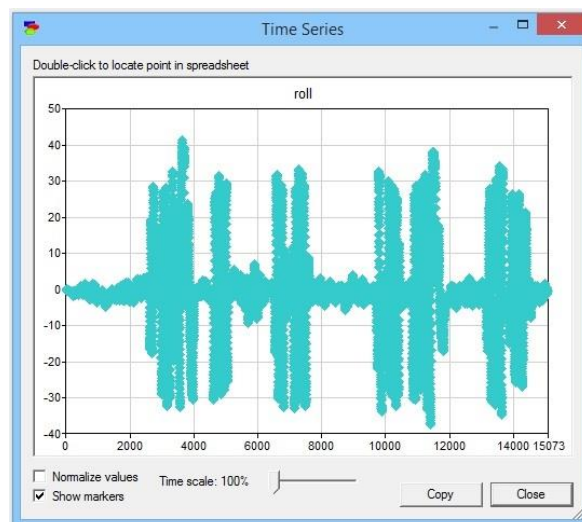 Time Series
Double-click to locate point in spreadsheet
roll
50
40
30
20
10
0
-10
-20
-30
-40
0 2000 4000 6000 8000 10000 12000 14000 15073
Normalize values
Time scale: 100%
Show markers
Copy
Close